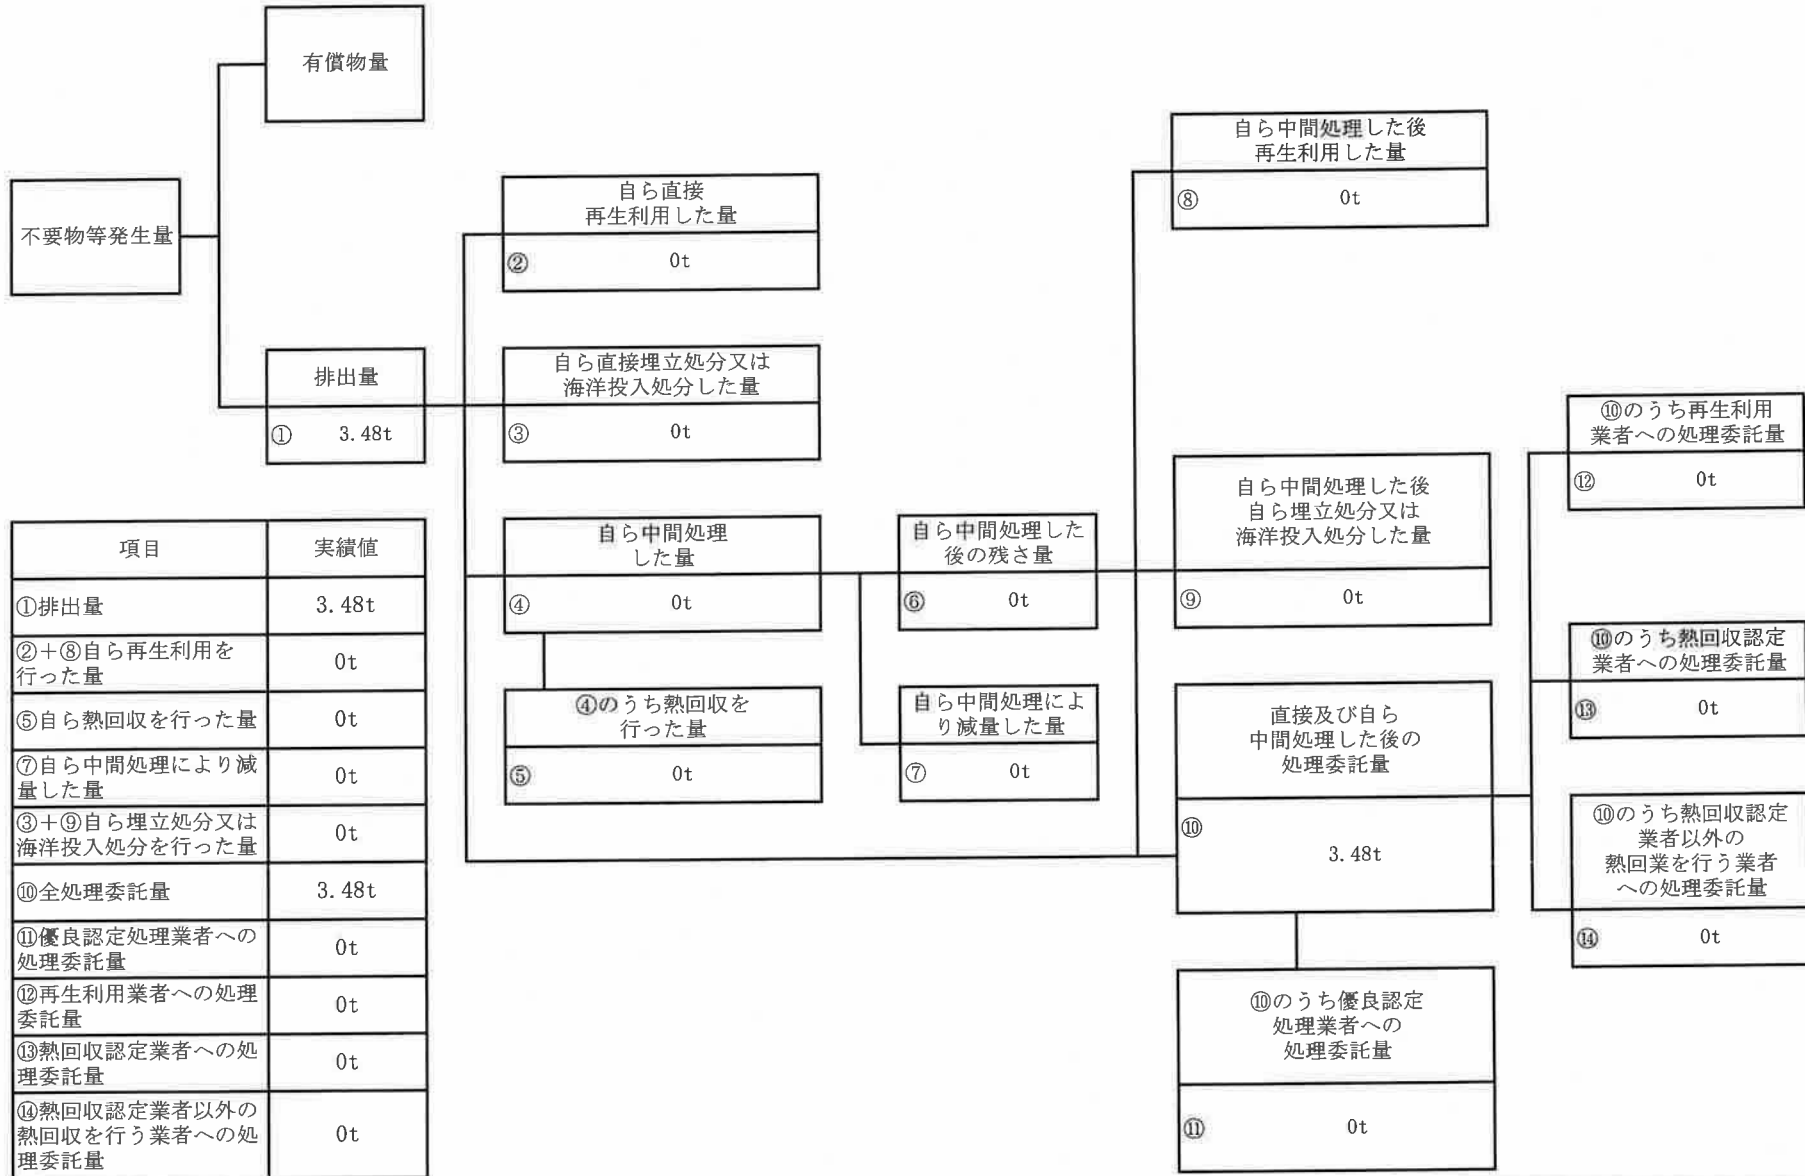 有償物量
不要物等発生量
排出量
① 3.48t
自ら直接
再生利用した量
② 0t
自ら直接埋立処分又は
海洋投入処分した量
③ 0t
自ら中間処理
した量
④ 0t
④のうち熱回収を
行った量
⑤ 0t
自ら中間処理した
後の残さ量
⑥ 0t
自ら中間処理によ
り減量した量
⑦ 0t
自ら中間処理した後
再生利用した量
⑧ 0t
自ら中間処理した後
自ら埋立処分又は
海洋投入処分した量
⑨ 0t
直接及び自ら
中間処理した後の
処理委託量
⑩
3.48t
⑩のうち優良認定
処理業者への
処理委託量
⑪ 0t
⑩のうち再生利用
業者への処理委託量
⑫ 0t
⑩のうち熱回収認定
業者への処理委託量
⑬ 0t
⑩のうち熱回収認定
業者以外の
熱回業を行う業者
への処理委託量
⑭ 0t
項目 実績値
①排出量 3.48t
②+⑧自ら再生利用を
行った量 0t
⑤自ら熱回収を行った量 0t
⑦自ら中間処理により減
量した量 0t
③+⑨自ら埋立処分又は
海洋投入処分を行った量 0t
⑩全処理委託量 3.48t
⑪優良認定処理業者への
処理委託量 0t
⑫再生利用業者への処理
委託量 0t
⑬熱回収認定業者への処
理委託量 0t
⑭熱回収認定業者以外の
熱回収を行う業者への処
理委託量 0t